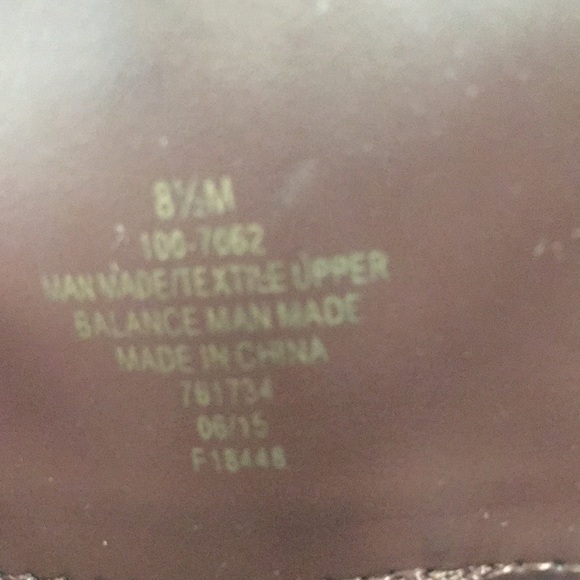 8½M
100-7062
MAN MADE/TEXTILE UPPER
BALANCE MAN MADE
MADE IN CHINA
761734
06/15
F18448